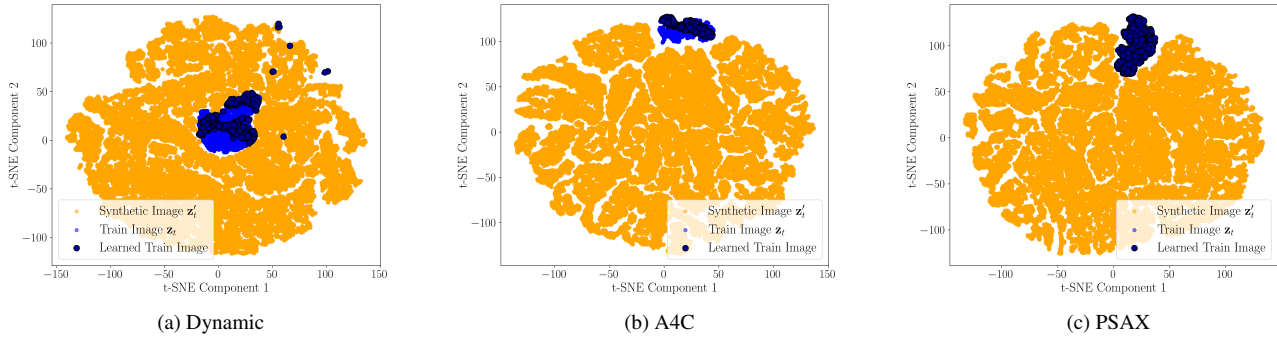 100
50
0
−50
−100
t-SNE Component 2
Synthetic Image z′t
Train Image zt
Learned Train Image
−150 −100 −50 0 50 100 150
t-SNE Component 1
(a) Dynamic
100
50
0
−50
−100
t-SNE Component 2
Synthetic Image z′t
Train Image zt
Learned Train Image
−100 −50 0 50 100
t-SNE Component 1
(b) A4C
100
50
0
−50
−100
t-SNE Component 2
Synthetic Image z′t
Train Image zt
Learned Train Image
−100 −50 0 50 100
t-SNE Component 1
(c) PSAX